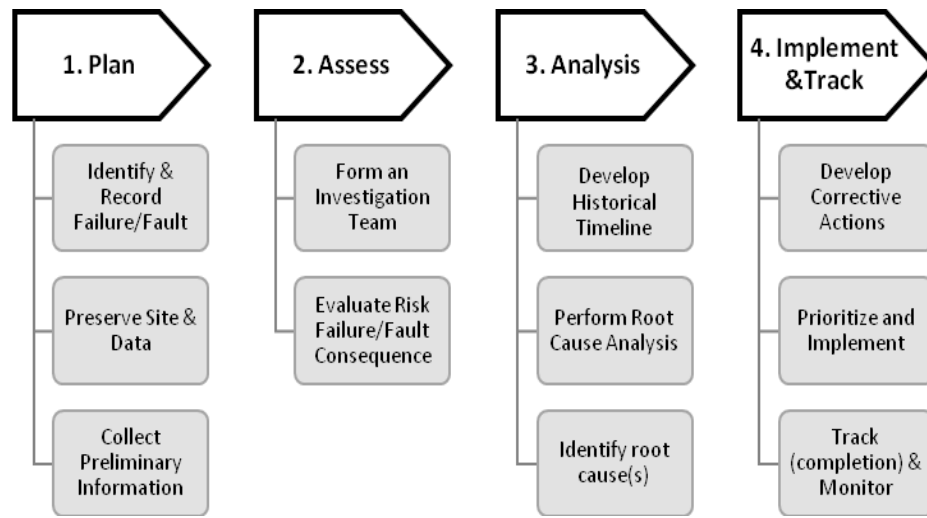 1. Plan
Identify &
Record
Failure/Fault
Preserve Site &
Data
Collect
Preliminary
Information
2. Assess
Form an
Investigation
Team
Evaluate Risk
Failure/Fault
Consequence
3. Analysis
Develop
Historical
Timeline
Perform Root
Cause Analysis
Identify root
cause(s)
4. Implement
&Track
Develop
Corrective
Actions
Prioritize and
Implement
Track
(completion) &
Monitor